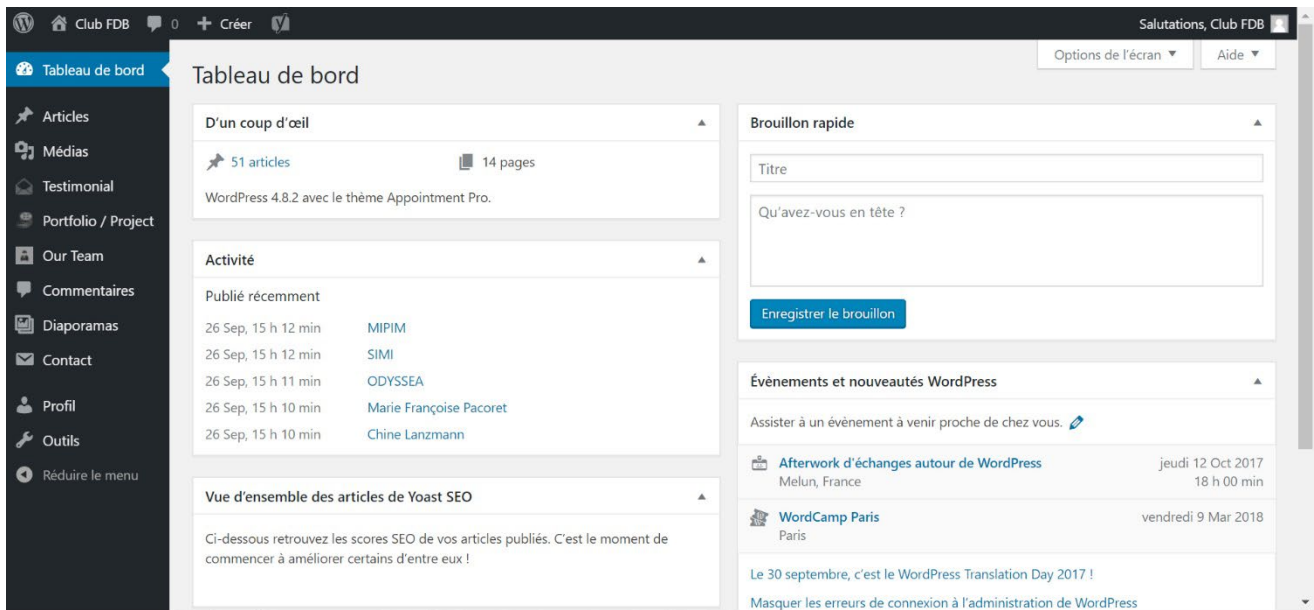 Club FDB 0 Créer Salutations, Club FDB
Options de l'écran ▼ Aide ▼
Tableau de bord
Articles
Médias
Testimonial
Portfolio / Project
Our Team
Commentaires
Diaporamas
Contact
Profil
Outils
Réduire le menu
Tableau de bord
D'un coup d'œil
51 articles 14 pages
WordPress 4.8.2 avec le thème Appointment Pro.
Activité
Publié récemment
26 Sep, 15 h 12 min MIPIM
26 Sep, 15 h 12 min SIMI
26 Sep, 15 h 11 min ODYSSEA
26 Sep, 15 h 10 min Marie Françoise Pacoret
26 Sep, 15 h 10 min Chine Lanzmann
Vue d'ensemble des articles de Yoast SEO
Ci-dessous retrouvez les scores SEO de vos articles publiés. C'est le moment de
commencer à améliorer certains d'entre eux !
Brouillon rapide
Titre
Qu'avez-vous en tête ?
Enregistrer le brouillon
Évènements et nouveautés WordPress
Assister à un évènement à venir proche de chez vous.
Afterwork d'échanges autour de WordPress jeudi 12 Oct 2017
Melun, France 18 h 00 min
WordCamp Paris vendredi 9 Mar 2018
Paris
Le 30 septembre, c'est le WordPress Translation Day 2017 !
Masquer les erreurs de connexion à l'administration de WordPress